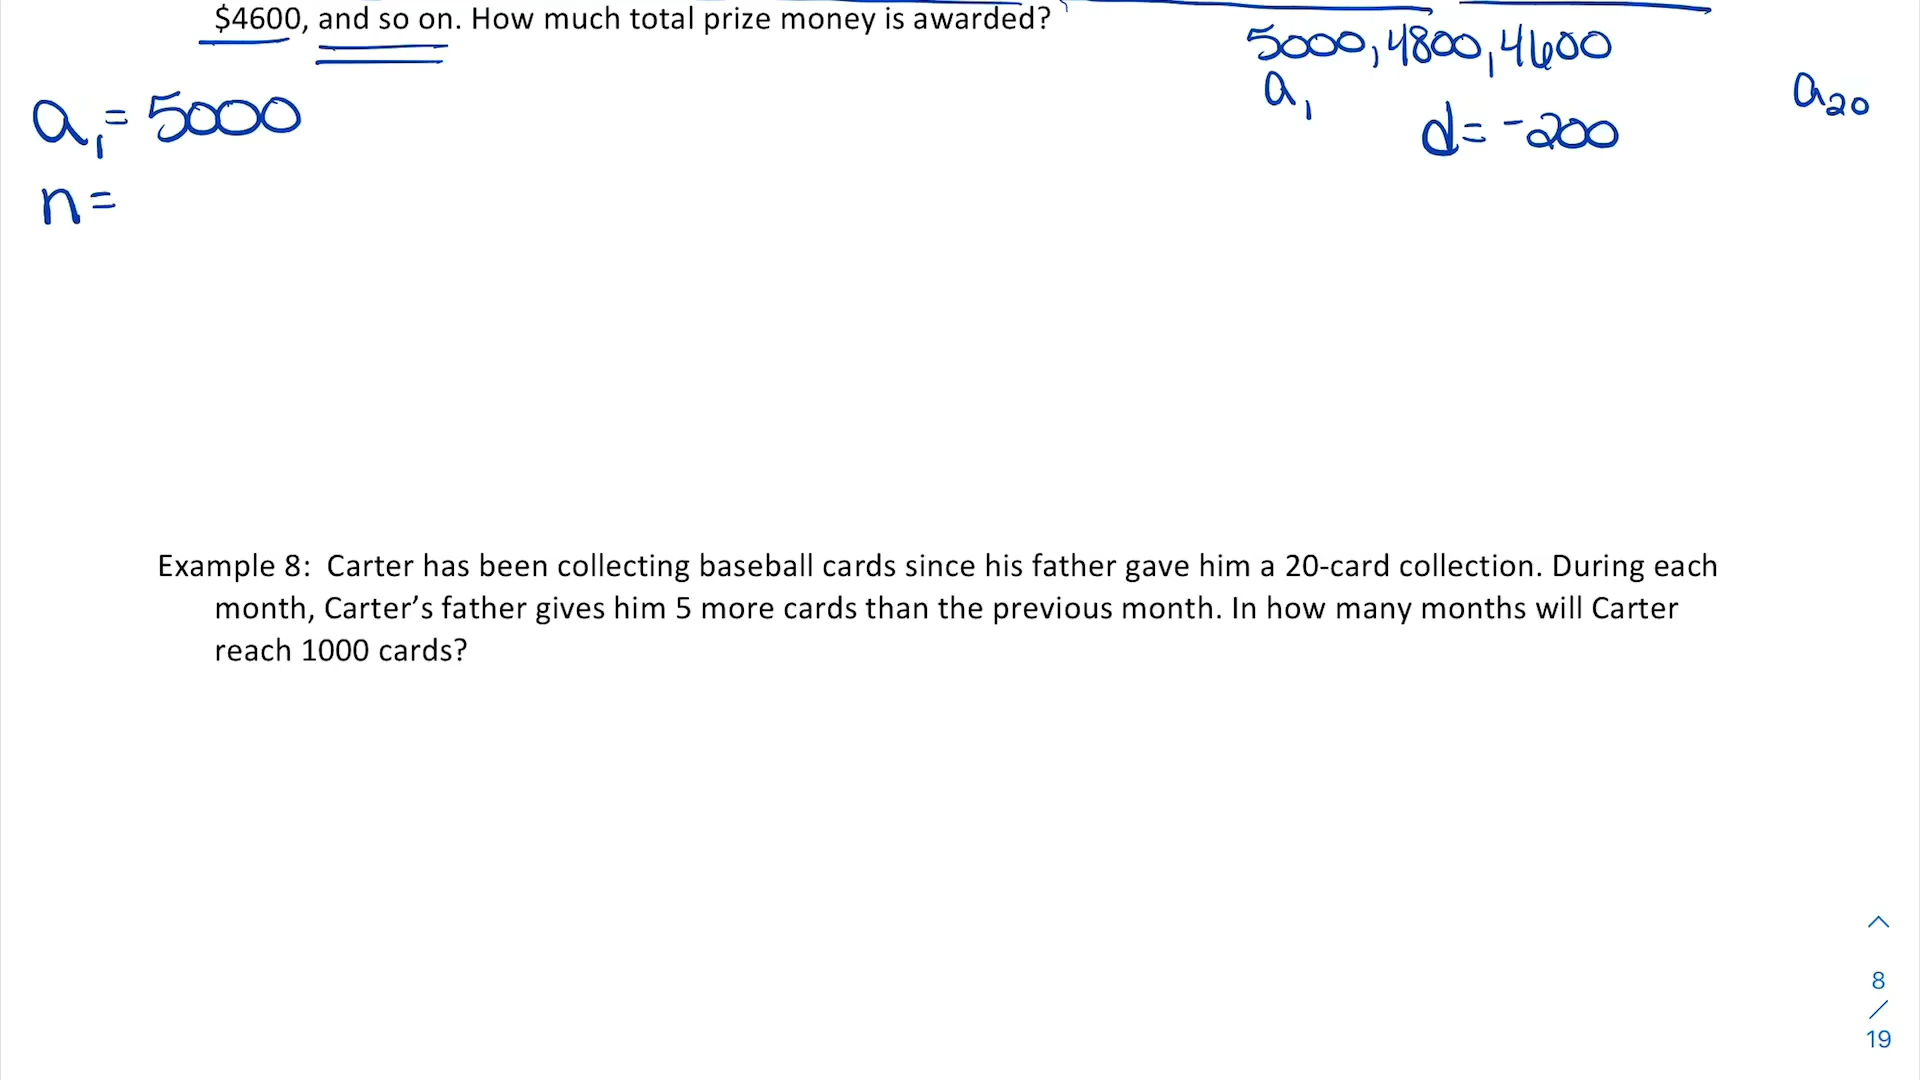 $4600, and so on. How much total prize money is awarded?
5000, 4800, 4600
a₁
a₂₀
a₁ = 5000
d = -200
n =
Example 8: Carter has been collecting baseball cards since his father gave him a 20-card collection. During each
month, Carter’s father gives him 5 more cards than the previous month. In how many months will Carter
reach 1000 cards?
8
/
19